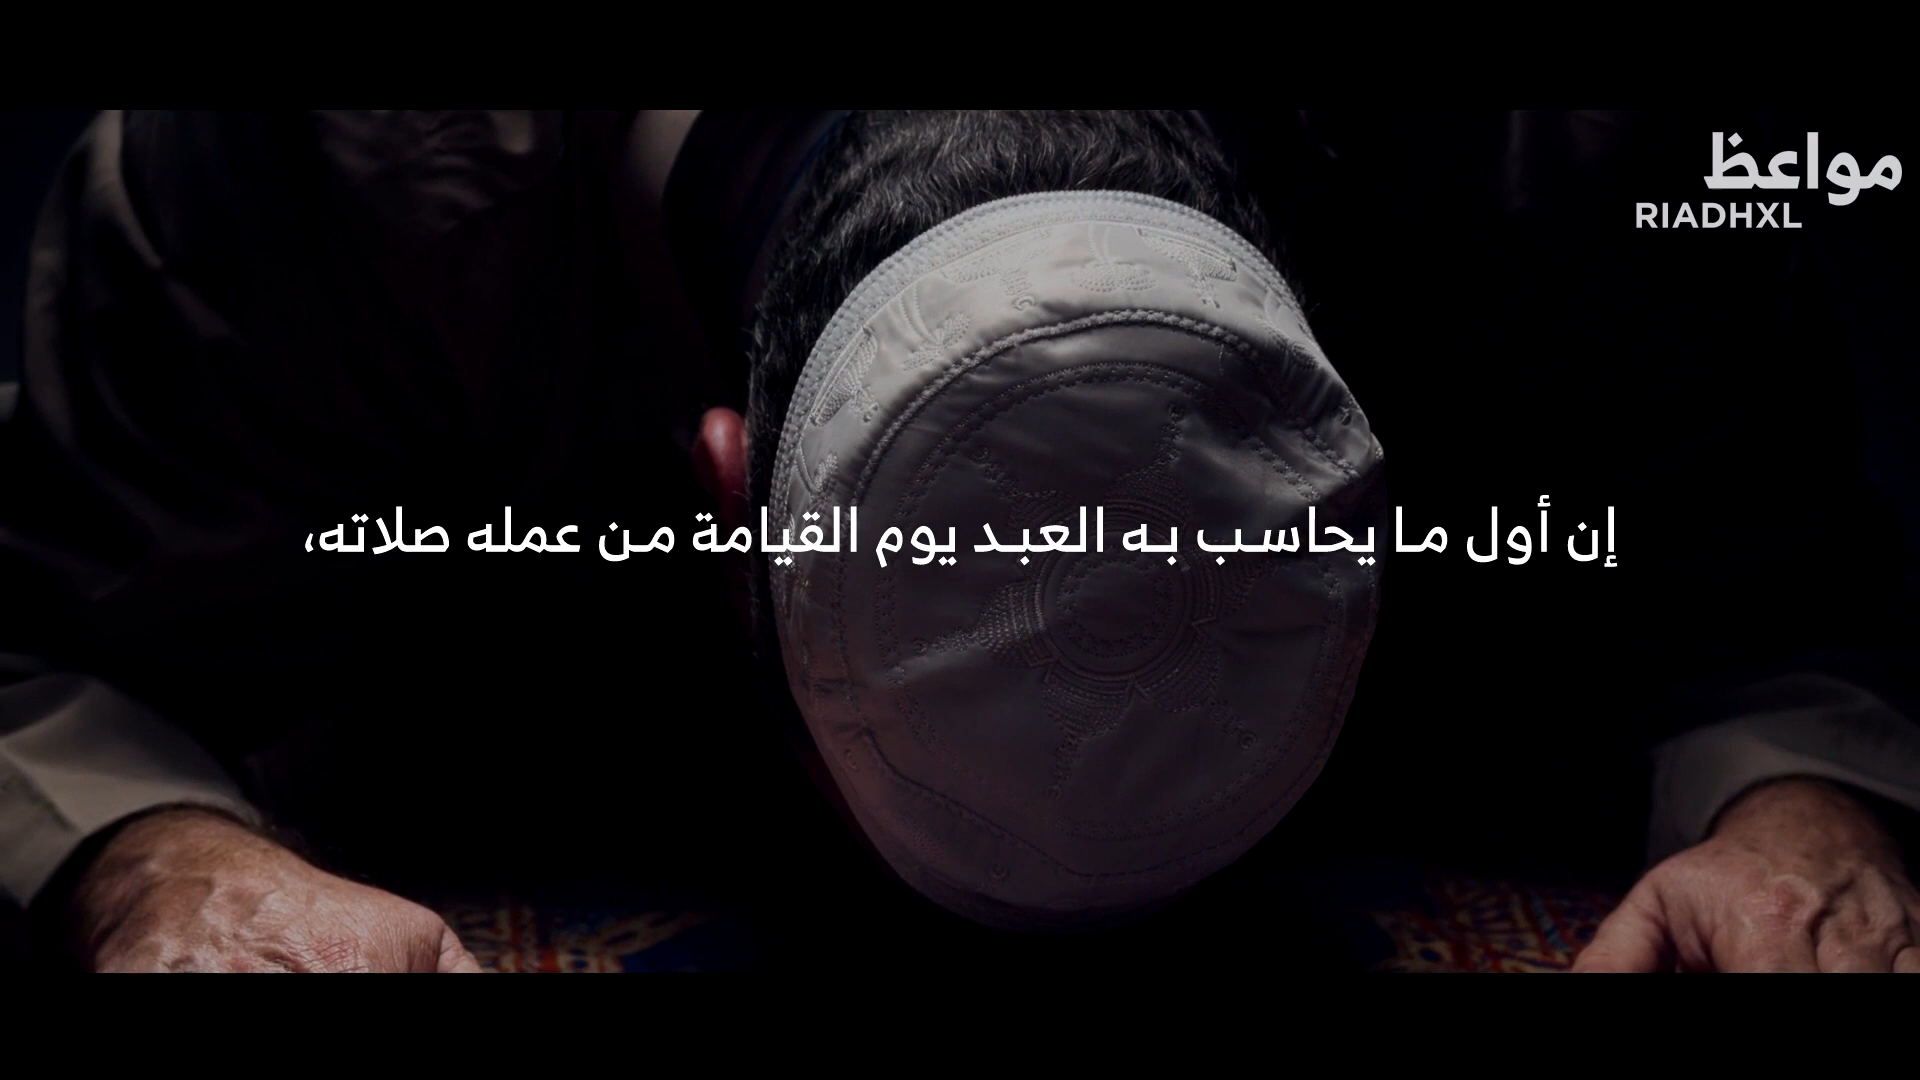 مواعظ
RIADHXL
إن أول ما يحاسب به العبد يوم القيامة من عمله صلاته،